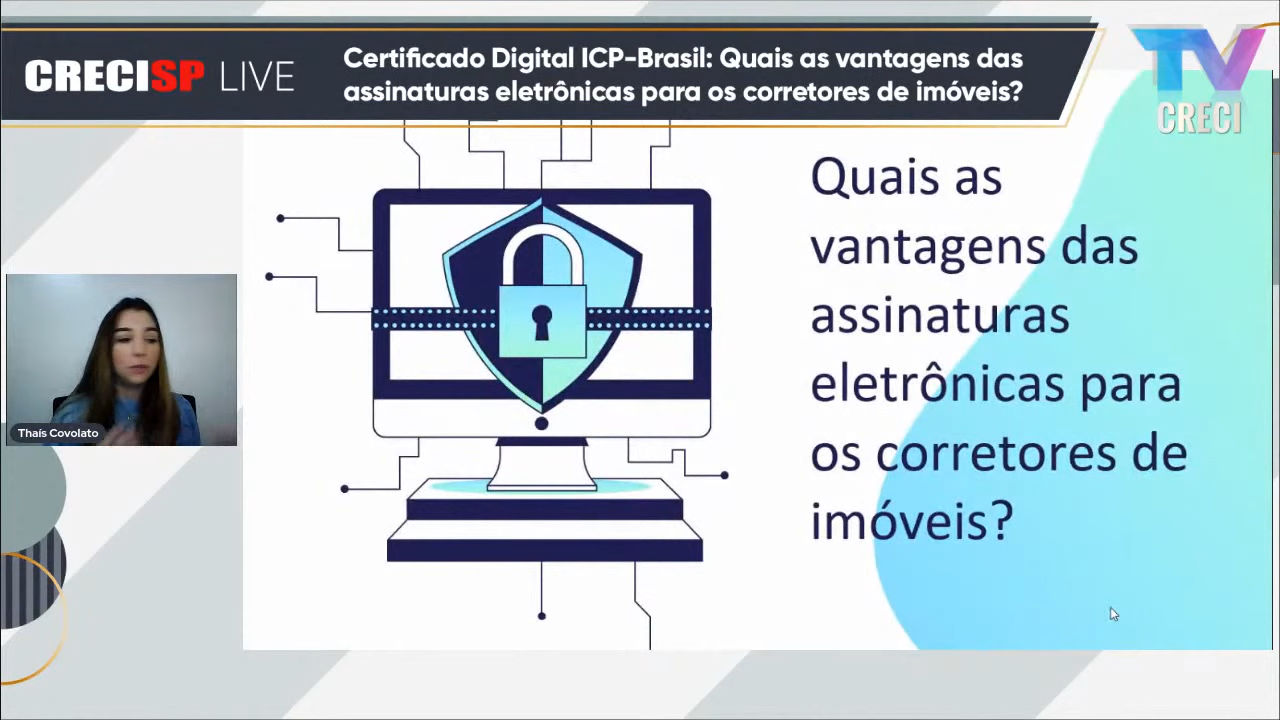 CRECISP LIVE
Certificado Digital ICP-Brasil: Quais as vantagens das
assinaturas eletrônicas para os corretores de imóveis?
TV
CRECI
Quais as
vantagens das
assinaturas
eletrônicas para
os corretores de
imóveis?
Thaís Covolato